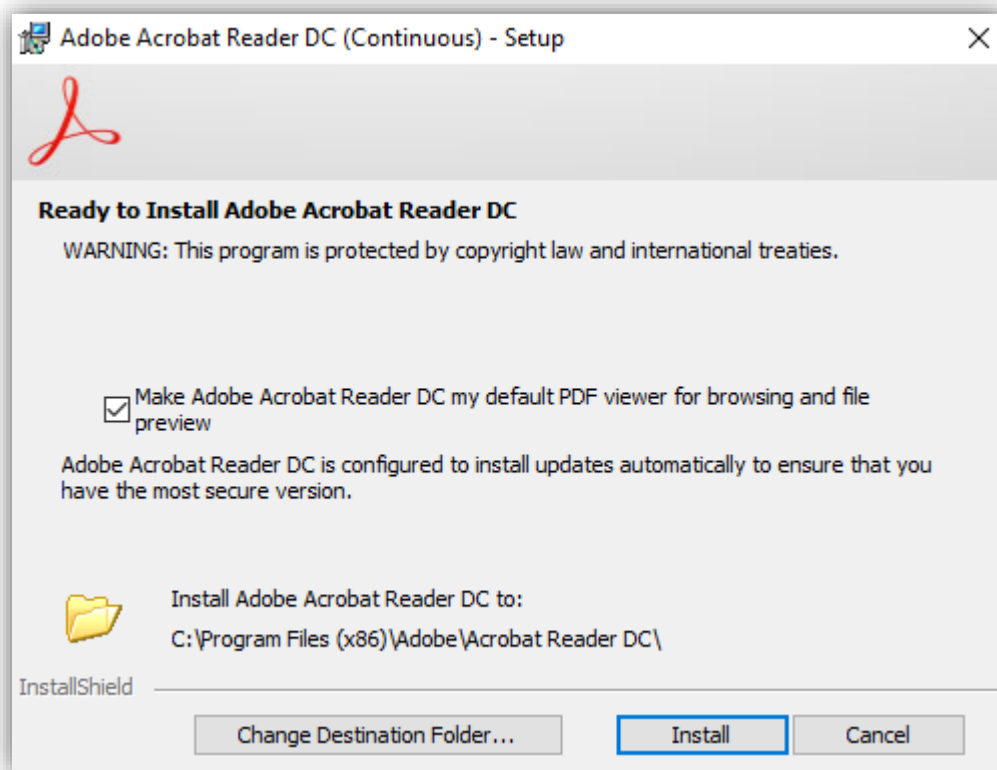 Adobe Acrobat Reader DC (Continuous) - Setup
Ready to Install Adobe Acrobat Reader DC
WARNING: This program is protected by copyright law and international treaties.
Make Adobe Acrobat Reader DC my default PDF viewer for browsing and file
preview
Adobe Acrobat Reader DC is configured to install updates automatically to ensure that you
have the most secure version.
Install Adobe Acrobat Reader DC to:
C:\Program Files (x86)\Adobe\Acrobat Reader DC\
InstallShield
Change Destination Folder... Install Cancel